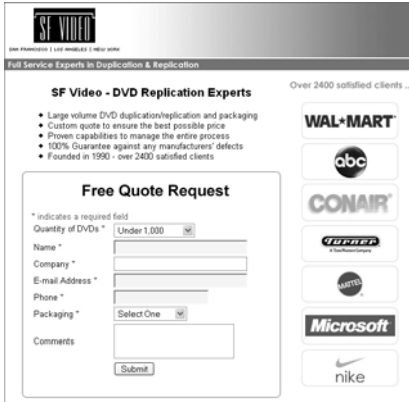 SF VIDEO
SAN FRANCISCO | LOS ANGELES | NEW YORK
Full Service Experts in Duplication & Replication
SF Video - DVD Replication Experts
Large volume DVD duplication/replication and packaging
Custom quote to ensure the best possible price
Proven capabilities to manage the entire process
100% Guarantee against any manufacturers' defects
Founded in 1990 - over 2400 satisfied clients
Free Quote Request
* indicates a required field
Quantity of DVDs * Under 1,000
Name *
Company *
E-mail Address *
Phone *
Packaging * Select One
Comments
Submit
Over 2400 satisfied clients ..
WAL★MART
abc
CONAIR
Turner
A TimeWarner Company
MATTEL
Microsoft
nike